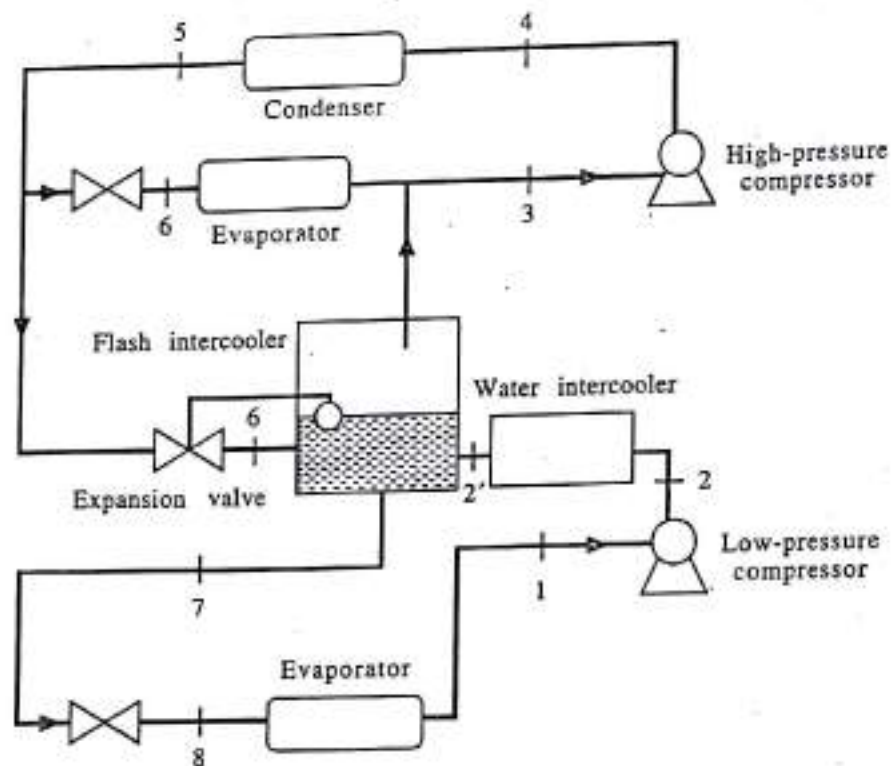 5
4
Condenser
High-pressure
compressor
6
Evaporator
3
Flash intercooler
Water intercooler
6
2'
2
Expansion valve
Low-pressure
compressor
1
7
Evaporator
8